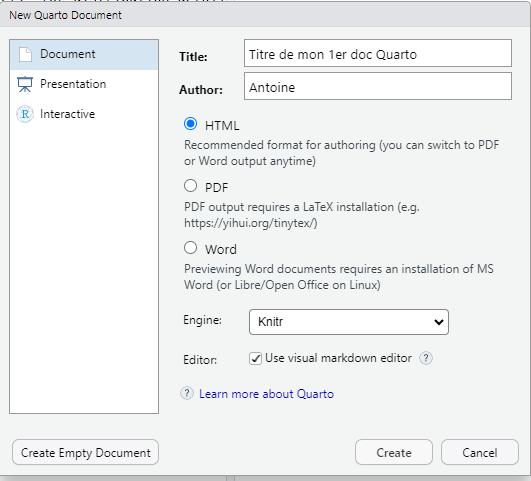 New Quarto Document
Document
Presentation
Interactive
Title:
Titre de mon 1er doc Quarto
Author:
Antoine
HTML
Recommended format for authoring (you can switch to PDF
or Word output anytime)
PDF
PDF output requires a LaTeX installation (e.g.
https://yihui.org/tinytex/)
Word
Previewing Word documents requires an installation of MS
Word (or Libre/Open Office on Linux)
Engine:
Knitr
Editor:
Use visual markdown editor ?
? Learn more about Quarto
Create Empty Document
Create
Cancel